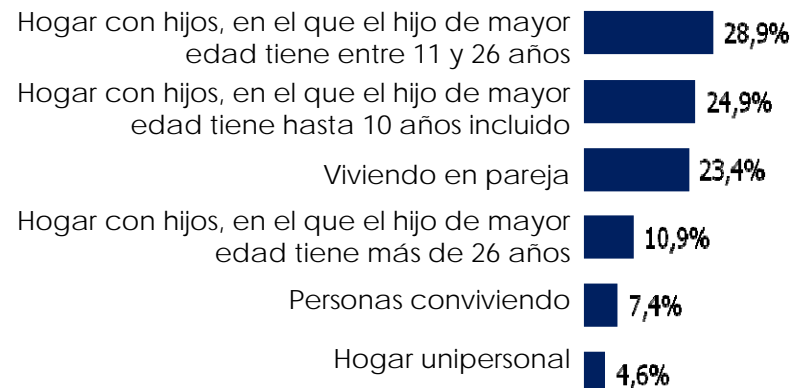 Hogar con hijos, en el que el hijo de mayor
edad tiene entre 11 y 26 años
28,9%
Hogar con hijos, en el que el hijo de mayor
edad tiene hasta 10 años incluido
24,9%
Viviendo en pareja
23,4%
Hogar con hijos, en el que el hijo de mayor
edad tiene más de 26 años
10,9%
Personas conviviendo
7,4%
Hogar unipersonal
4,6%